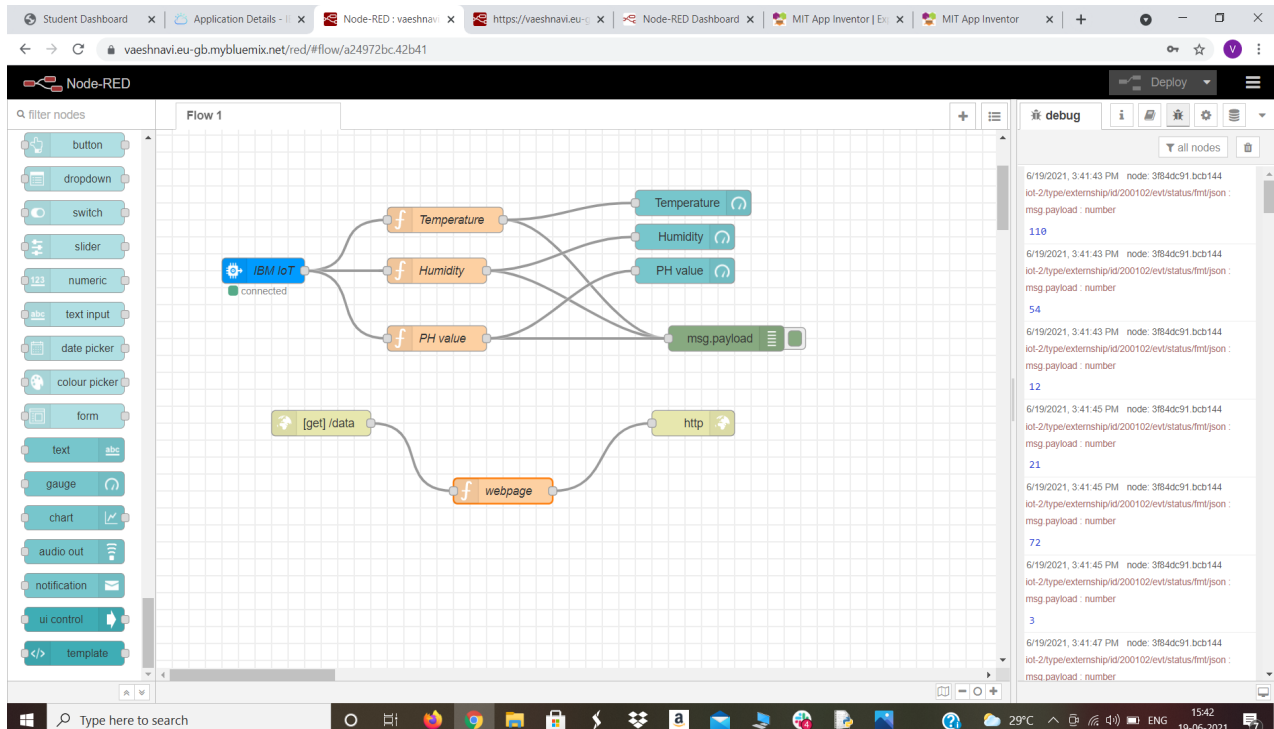 Student Dashboard
Application Details - 
Node-RED : vaeshnavi
https://vaeshnavi.eu-g
Node-RED Dashboard
MIT App Inventor | Ex
MIT App Inventor
vaeshnavi.eu-gb.mybluemix.net/red/#flow/a24972bc.42b41
V
Node-RED
Deploy
filter nodes
Flow 1
debug
i
all nodes
button
dropdown
switch
slider
123 numeric
abc text input
date picker
colour picker
form
text abc
gauge
chart
audio out
notification
ui control
</> template
IBM IoT
connected
f Temperature
f Humidity
f PH value
Temperature
Humidity
PH value
msg.payload
[get] /data
f webpage
http
6/19/2021, 3:41:43 PM node: 3f84dc91.bcb144
iot-2/type/externship/id/200102/evt/status/fmt/json :
msg.payload : number
110
6/19/2021, 3:41:43 PM node: 3f84dc91.bcb144
iot-2/type/externship/id/200102/evt/status/fmt/json :
msg.payload : number
54
6/19/2021, 3:41:43 PM node: 3f84dc91.bcb144
iot-2/type/externship/id/200102/evt/status/fmt/json :
msg.payload : number
12
6/19/2021, 3:41:45 PM node: 3f84dc91.bcb144
iot-2/type/externship/id/200102/evt/status/fmt/json :
msg.payload : number
21
6/19/2021, 3:41:45 PM node: 3f84dc91.bcb144
iot-2/type/externship/id/200102/evt/status/fmt/json :
msg.payload : number
72
6/19/2021, 3:41:45 PM node: 3f84dc91.bcb144
iot-2/type/externship/id/200102/evt/status/fmt/json :
msg.payload : number
3
6/19/2021, 3:41:47 PM node: 3f84dc91.bcb144
iot-2/type/externship/id/200102/evt/status/fmt/json :
msg.payload : number
Type here to search
29°C
ENG
15:42
19-06-2021